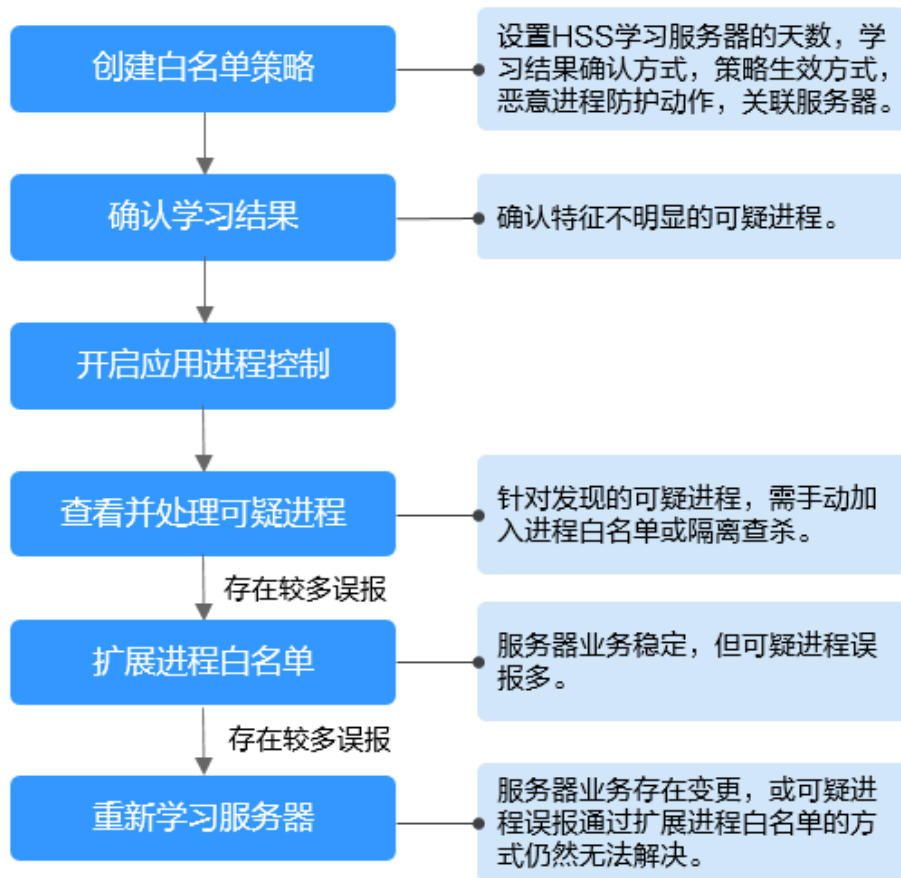 创建白名单策略
设置HSS学习服务器的天数，学
习结果确认方式，策略生效方式，
恶意进程防护动作，关联服务器。
确认学习结果
确认特征不明显的可疑进程。
开启应用进程控制
查看并处理可疑进程
针对发现的可疑进程，需手动加
入进程白名单或隔离查杀。
存在较多误报
扩展进程白名单
服务器业务稳定，但可疑进程误
报多。
存在较多误报
重新学习服务器
服务器业务存在变更，或可疑进
程误报通过扩展进程白名单的方
式仍然无法解决。